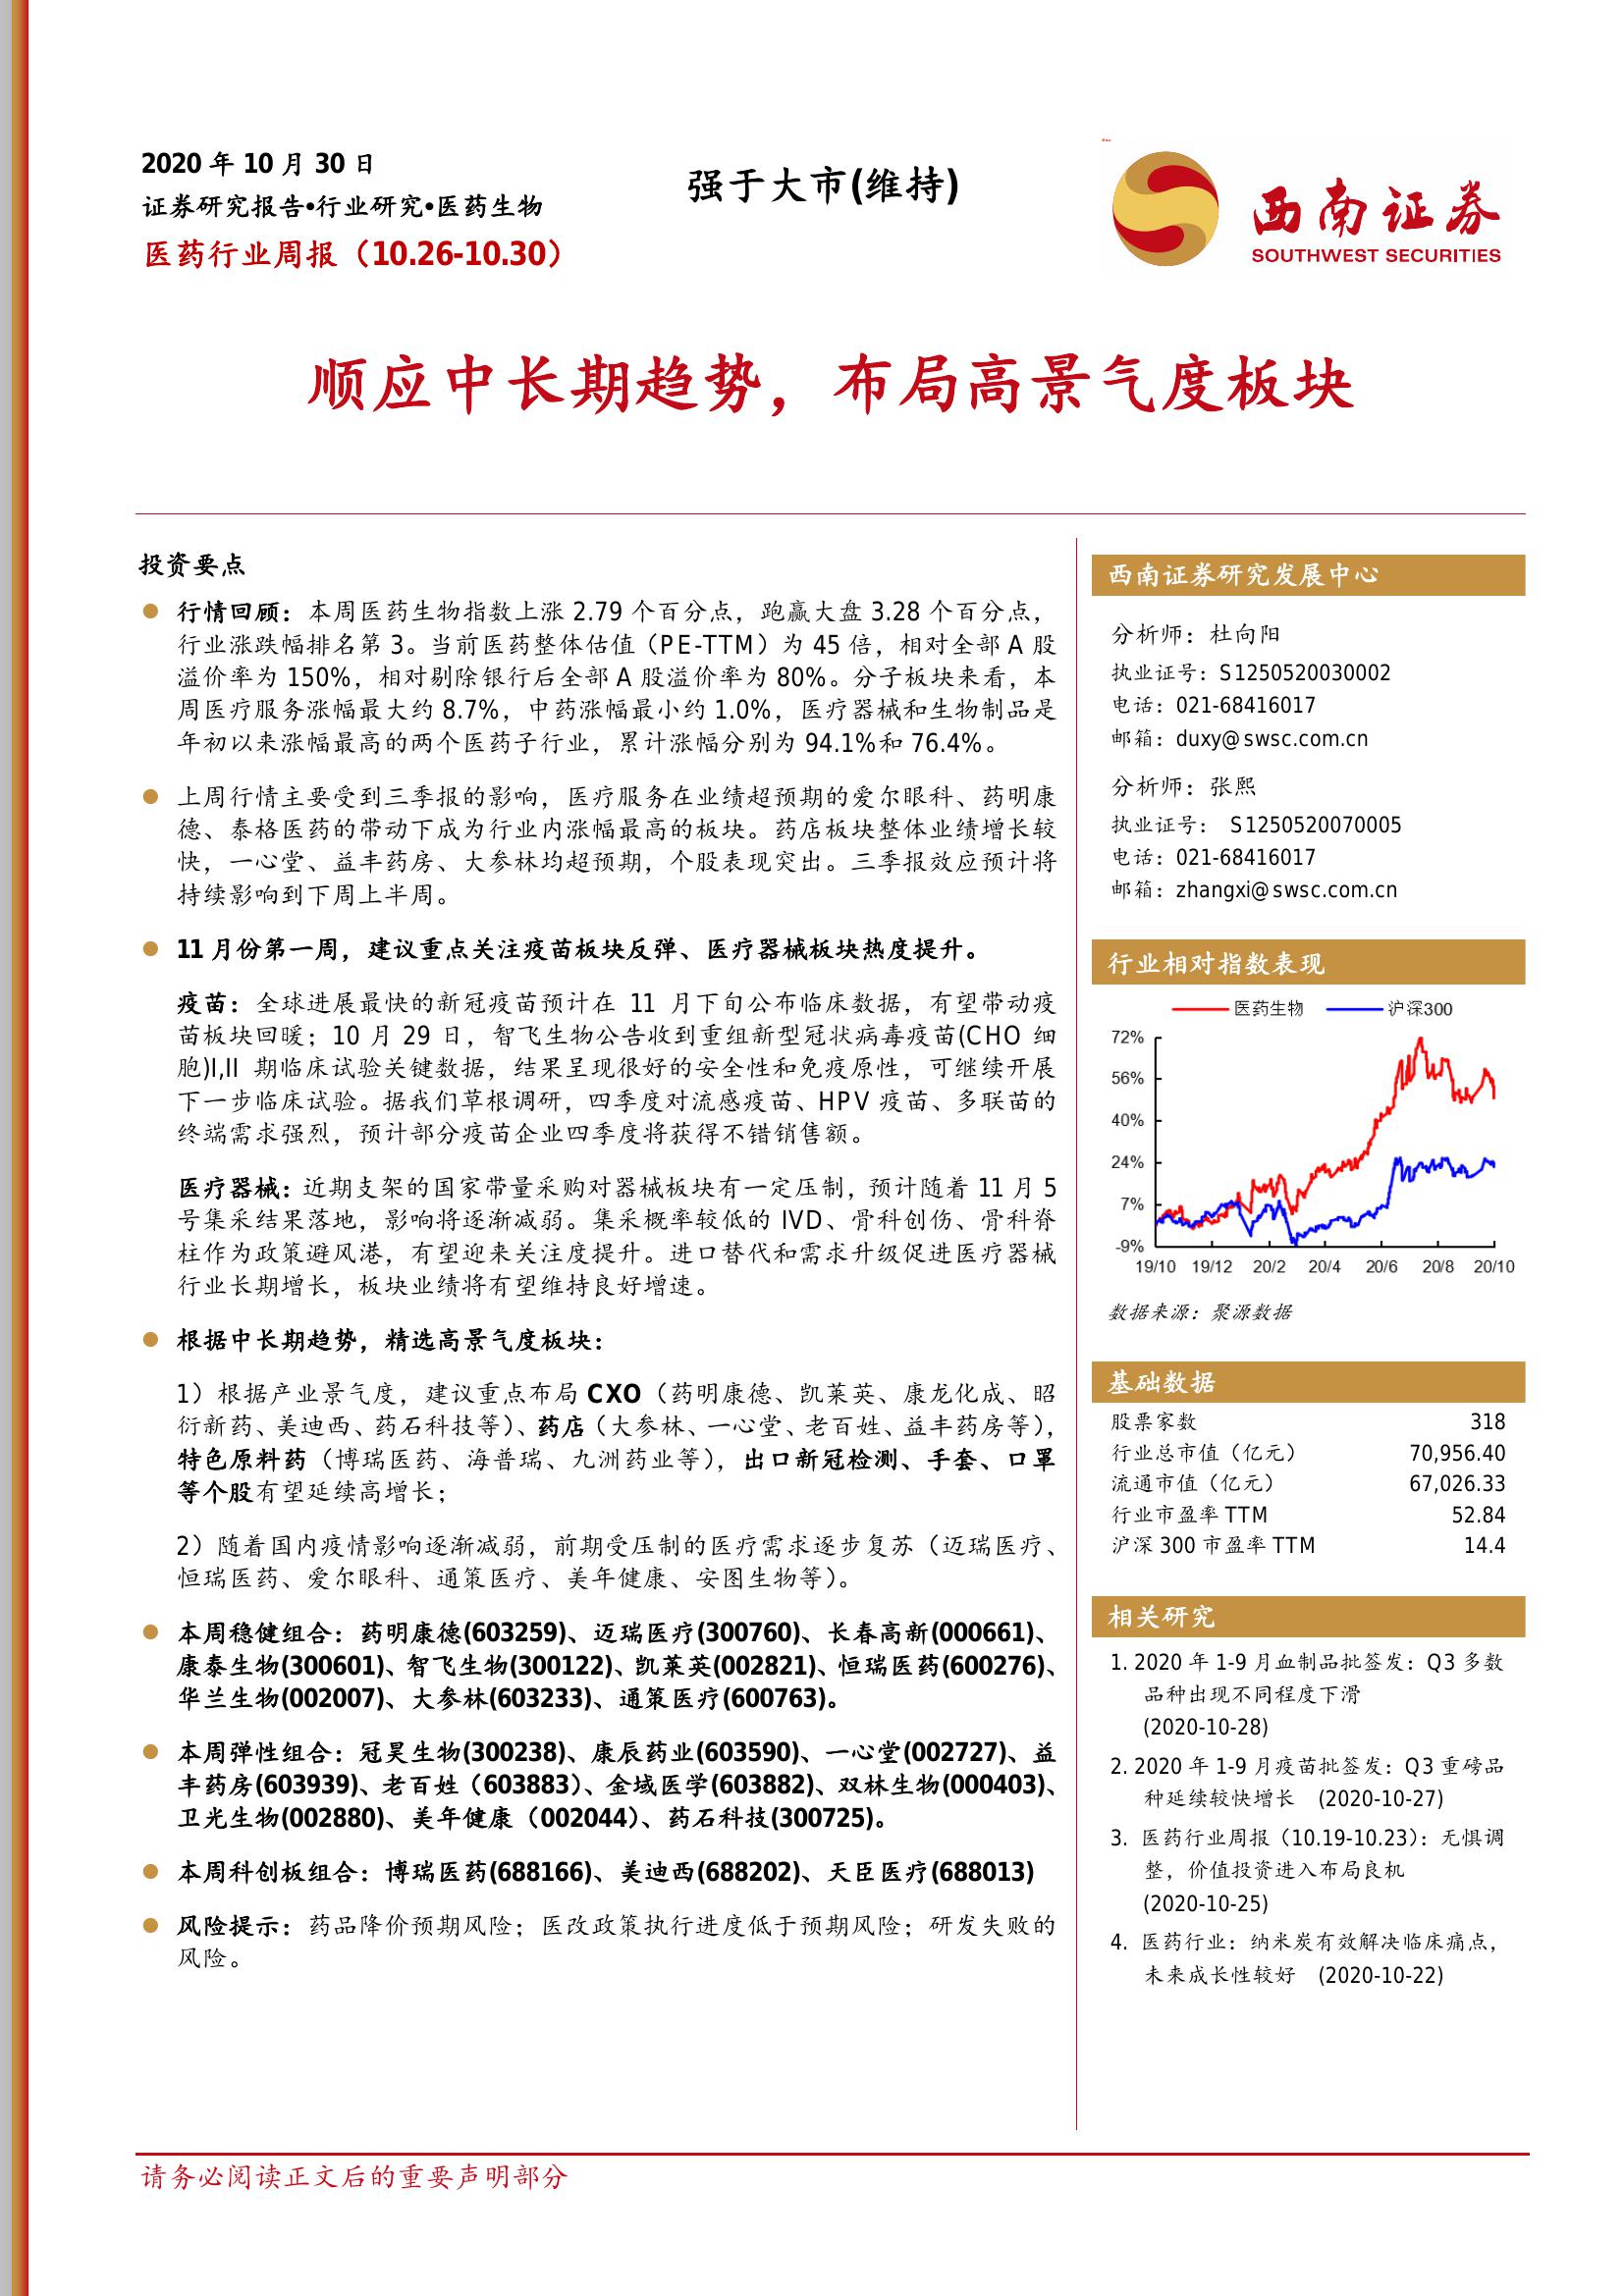 2020 年 10 月 30 日
证券研究报告•行业研究•医药生物
医药行业周报（10.26-10.30）
强于大市(维持)
西南证券
SOUTHWEST SECURITIES
顺应中长期趋势，布局高景气度板块
投资要点
行情回顾：本周医药生物指数上涨 2.79 个百分点，跑赢大盘 3.28 个百分点，
行业涨跌幅排名第 3。当前医药整体估值（PE-TTM）为 45 倍，相对全部 A 股
溢价率为 150%，相对剔除银行后全部 A 股溢价率为 80%。分子板块来看，本
周医疗服务涨幅最大约 8.7%，中药涨幅最小约 1.0%，医疗器械和生物制品是
年初以来涨幅最高的两个医药子行业，累计涨幅分别为 94.1%和 76.4%。
上周行情主要受到三季报的影响，医疗服务在业绩超预期的爱尔眼科、药明康
德、泰格医药的带动下成为行业内涨幅最高的板块。药店板块整体业绩增长较
快，一心堂、益丰药房、大参林均超预期，个股表现突出。三季报效应预计将
持续影响到下周上半周。
11 月份第一周，建议重点关注疫苗板块反弹、医疗器械板块热度提升。
疫苗：全球进展最快的新冠疫苗预计在 11 月下旬公布临床数据，有望带动疫
苗板块回暖；10 月 29 日，智飞生物公告收到重组新型冠状病毒疫苗(CHO 细
胞)I,II 期临床试验关键数据，结果呈现很好的安全性和免疫原性，可继续开展
下一步临床试验。据我们草根调研，四季度对流感疫苗、HPV 疫苗、多联苗的
终端需求强烈，预计部分疫苗企业四季度将获得不错销售额。
医疗器械：近期支架的国家带量采购对器械板块有一定压制，预计随着 11 月 5
号集采结果落地，影响将逐渐减弱。集采概率较低的 IVD、骨科创伤、骨科脊
柱作为政策避风港，有望迎来关注度提升。进口替代和需求升级促进医疗器械
行业长期增长，板块业绩将有望维持良好增速。
根据中长期趋势，精选高景气度板块：
1）根据产业景气度，建议重点布局 CXO（药明康德、凯莱英、康龙化成、昭
衍新药、美迪西、药石科技等）、药店（大参林、一心堂、老百姓、益丰药房等），
特色原料药（博瑞医药、海普瑞、九洲药业等），出口新冠检测、手套、口罩
等个股有望延续高增长；
2）随着国内疫情影响逐渐减弱，前期受压制的医疗需求逐步复苏（迈瑞医疗、
恒瑞医药、爱尔眼科、通策医疗、美年健康、安图生物等）。
本周稳健组合：药明康德(603259)、迈瑞医疗(300760)、长春高新(000661)、
康泰生物(300601)、智飞生物(300122)、凯莱英(002821)、恒瑞医药(600276)、
华兰生物(002007)、大参林(603233)、通策医疗(600763)。
本周弹性组合：冠昊生物(300238)、康辰药业(603590)、一心堂(002727)、益
丰药房(603939)、老百姓（603883）、金域医学(603882)、双林生物(000403)、
卫光生物(002880)、美年健康（002044）、药石科技(300725)。
本周科创板组合：博瑞医药(688166)、美迪西(688202)、天臣医疗(688013)
风险提示：药品降价预期风险；医改政策执行进度低于预期风险；研发失败的
风险。
西南证券研究发展中心
分析师：杜向阳
执业证号：S1250520030002
电话：021-68416017
邮箱：duxy@swsc.com.cn
分析师：张熙
执业证号： S1250520070005
电话：021-68416017
邮箱：zhangxi@swsc.com.cn
行业相对指数表现
医药生物 沪深300
72%
56%
40%
24%
7%
-9%
19/10 19/12 20/2 20/4 20/6 20/8 20/10
数据来源：聚源数据
基础数据
股票家数 318
行业总市值（亿元） 70,956.40
流通市值（亿元） 67,026.33
行业市盈率 TTM 52.84
沪深 300 市盈率 TTM 14.4
相关研究
1. 2020 年 1-9 月血制品批签发：Q3 多数
品种出现不同程度下滑
(2020-10-28)
2. 2020 年 1-9 月疫苗批签发：Q3 重磅品
种延续较快增长 (2020-10-27)
3. 医药行业周报（10.19-10.23）：无惧调
整，价值投资进入布局良机
(2020-10-25)
4. 医药行业：纳米炭有效解决临床痛点，
未来成长性较好 (2020-10-22)
请务必阅读正文后的重要声明部分